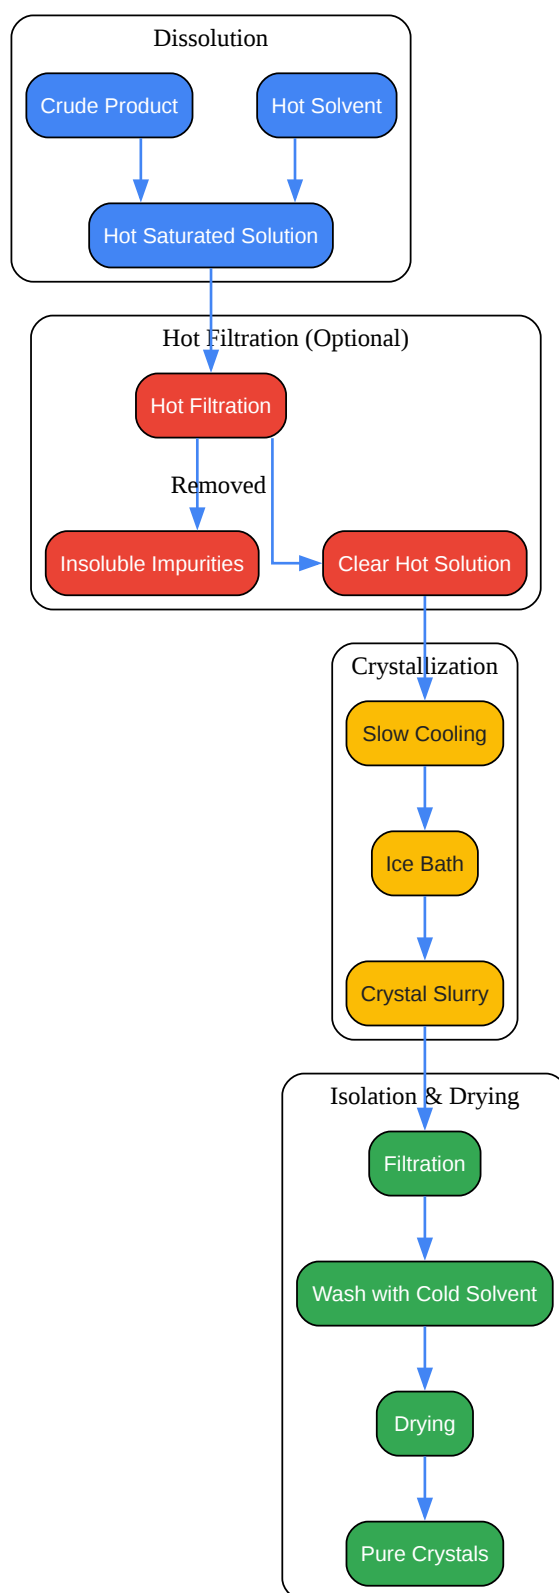 Dissolution
Crude Product
Hot Solvent
Hot Saturated Solution
Hot Filtration (Optional)
Hot Filtration
Removed
Insoluble Impurities
Clear Hot Solution
Crystallization
Slow Cooling
Ice Bath
Crystal Slurry
Isolation & Drying
Filtration
Wash with Cold Solvent
Drying
Pure Crystals